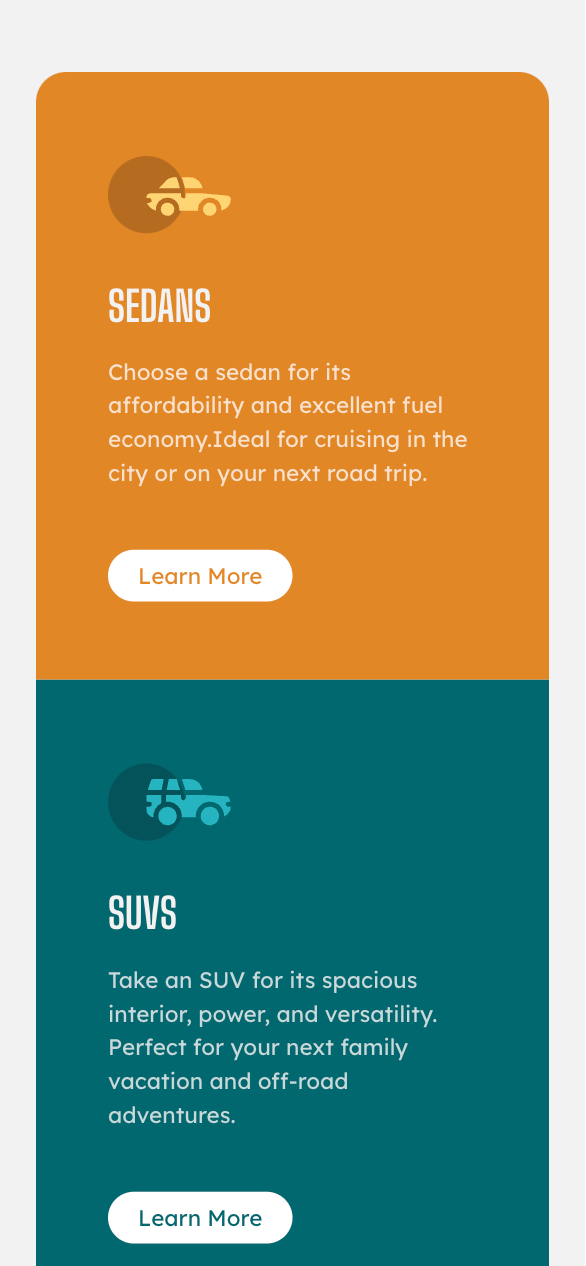 SEDANS
Choose a sedan for its
affordability and excellent fuel
economy.Ideal for cruising in the
city or on your next road trip.
Learn More
SUVS
Take an SUV for its spacious
interior, power, and versatility.
Perfect for your next family
vacation and off-road
adventures.
Learn More